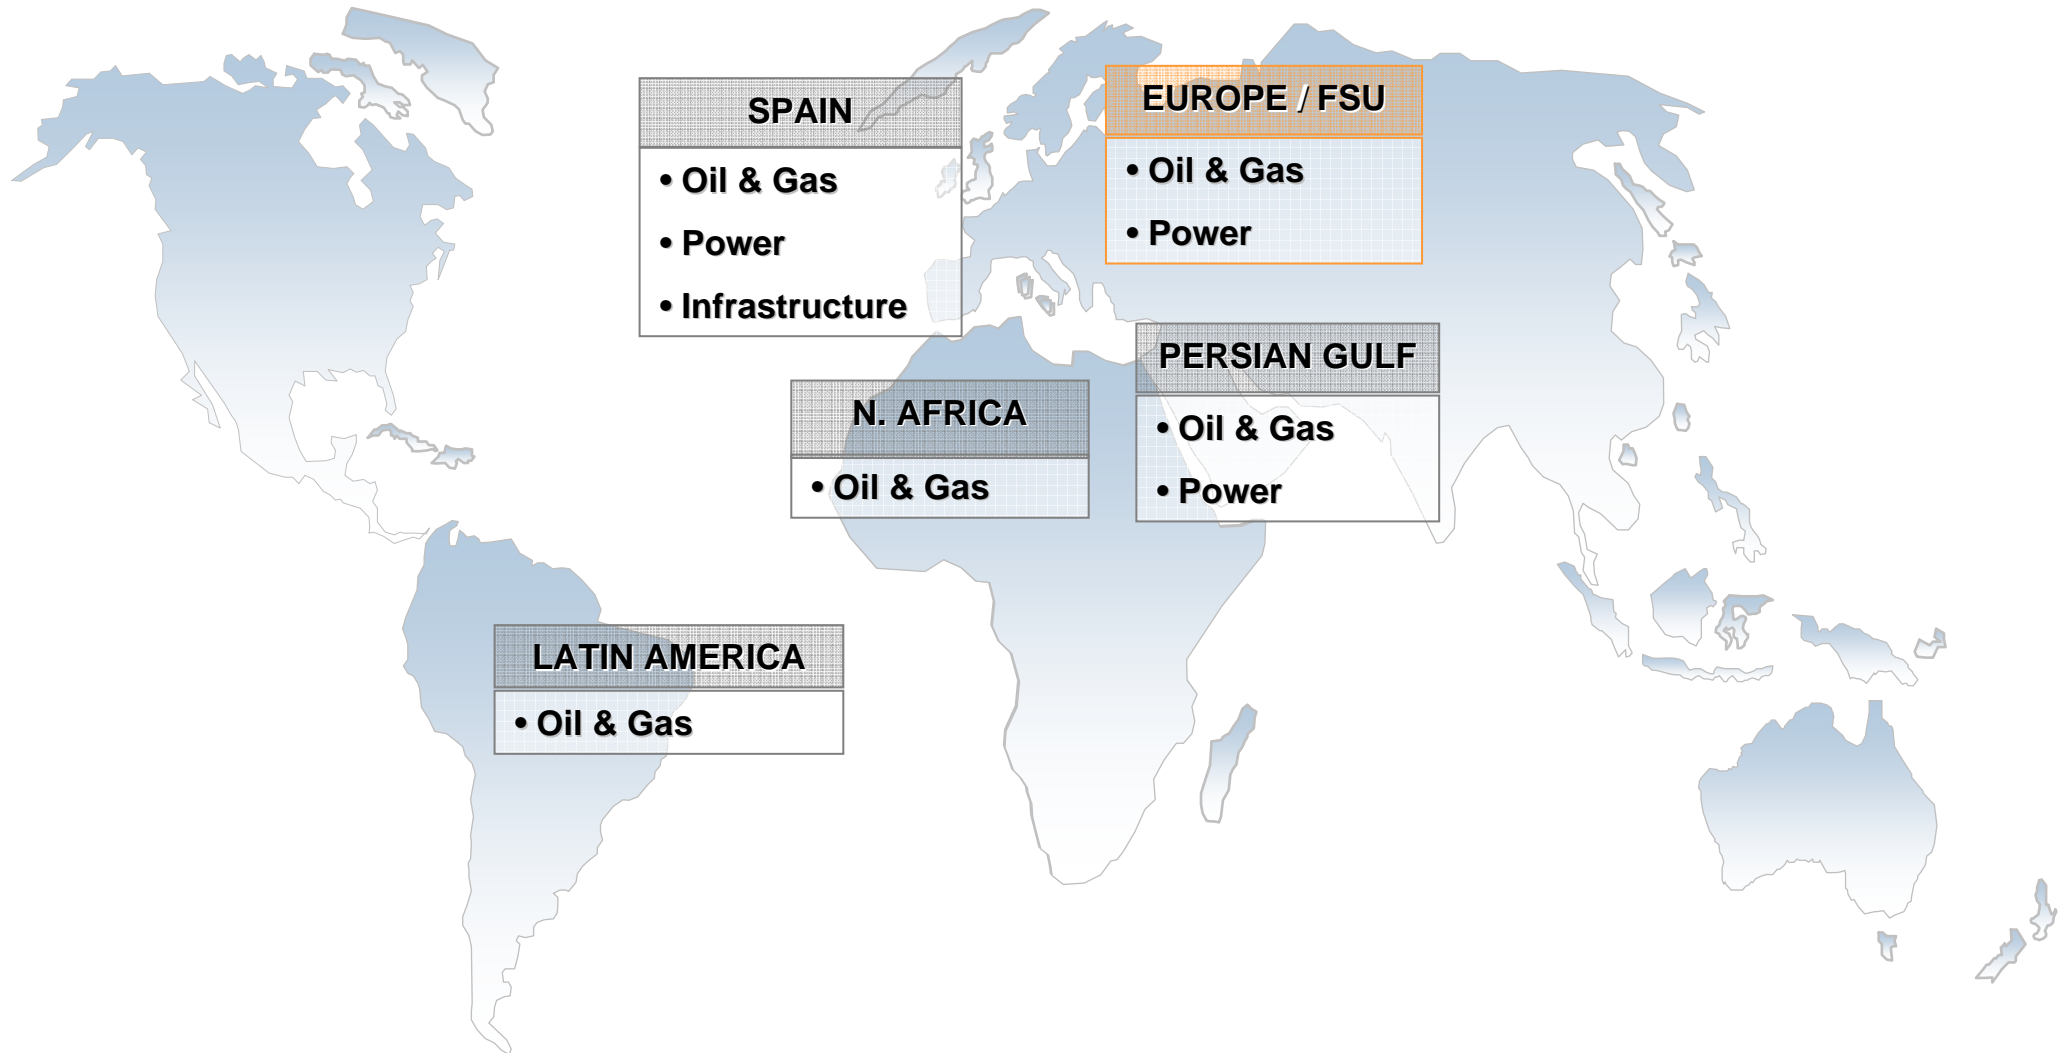 SPAIN
• Oil & Gas
• Power
• Infrastructure
EUROPE / FSU
• Oil & Gas
• Power
PERSIAN GULF
• Oil & Gas
• Power
N. AFRICA
• Oil & Gas
LATIN AMERICA
• Oil & Gas